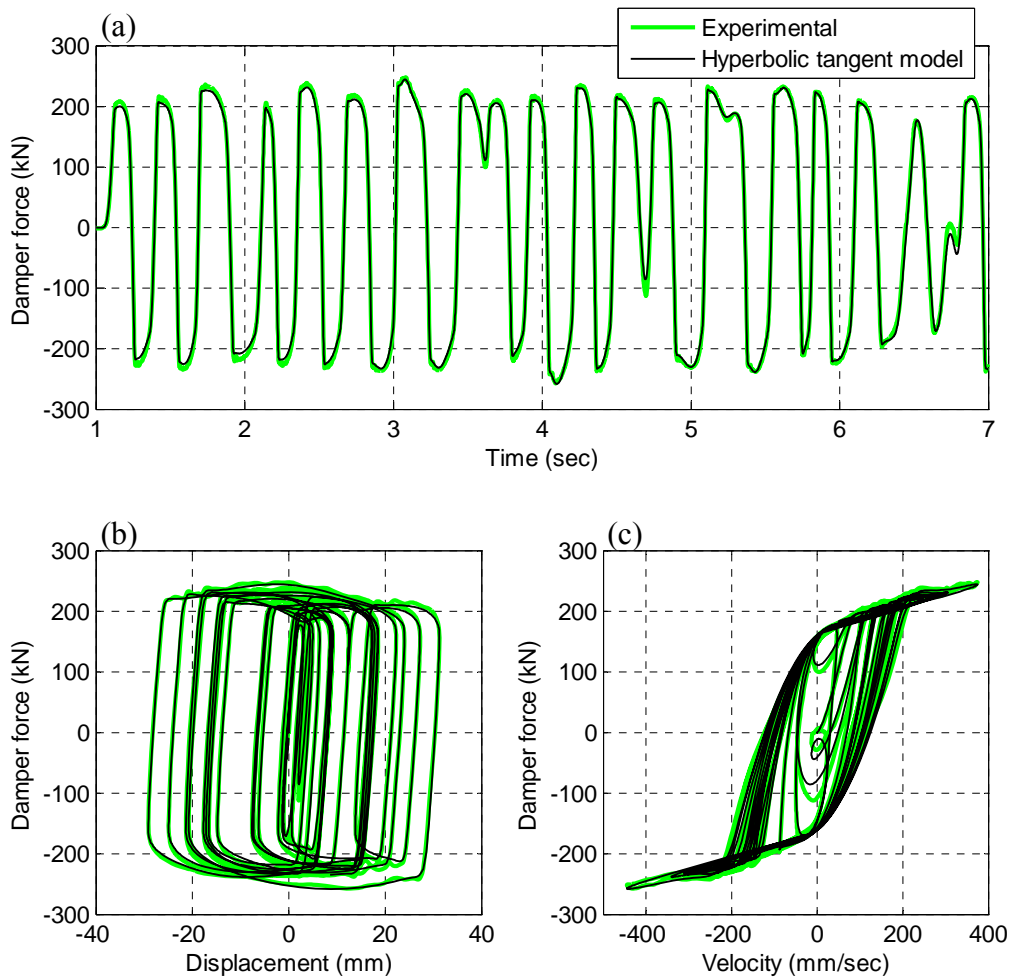 (a)
Experimental
Hyperbolic tangent model
300
200
100
0
-100
-200
-300
Damper force (kN)
1 2 3 4 5 6 7
Time (sec)
(b)
300
200
100
0
-100
-200
-300
Damper force (kN)
-40 -20 0 20 40
Displacement (mm)
(c)
300
200
100
0
-100
-200
-300
Damper force (kN)
-400 -200 0 200 400
Velocity (mm/sec)